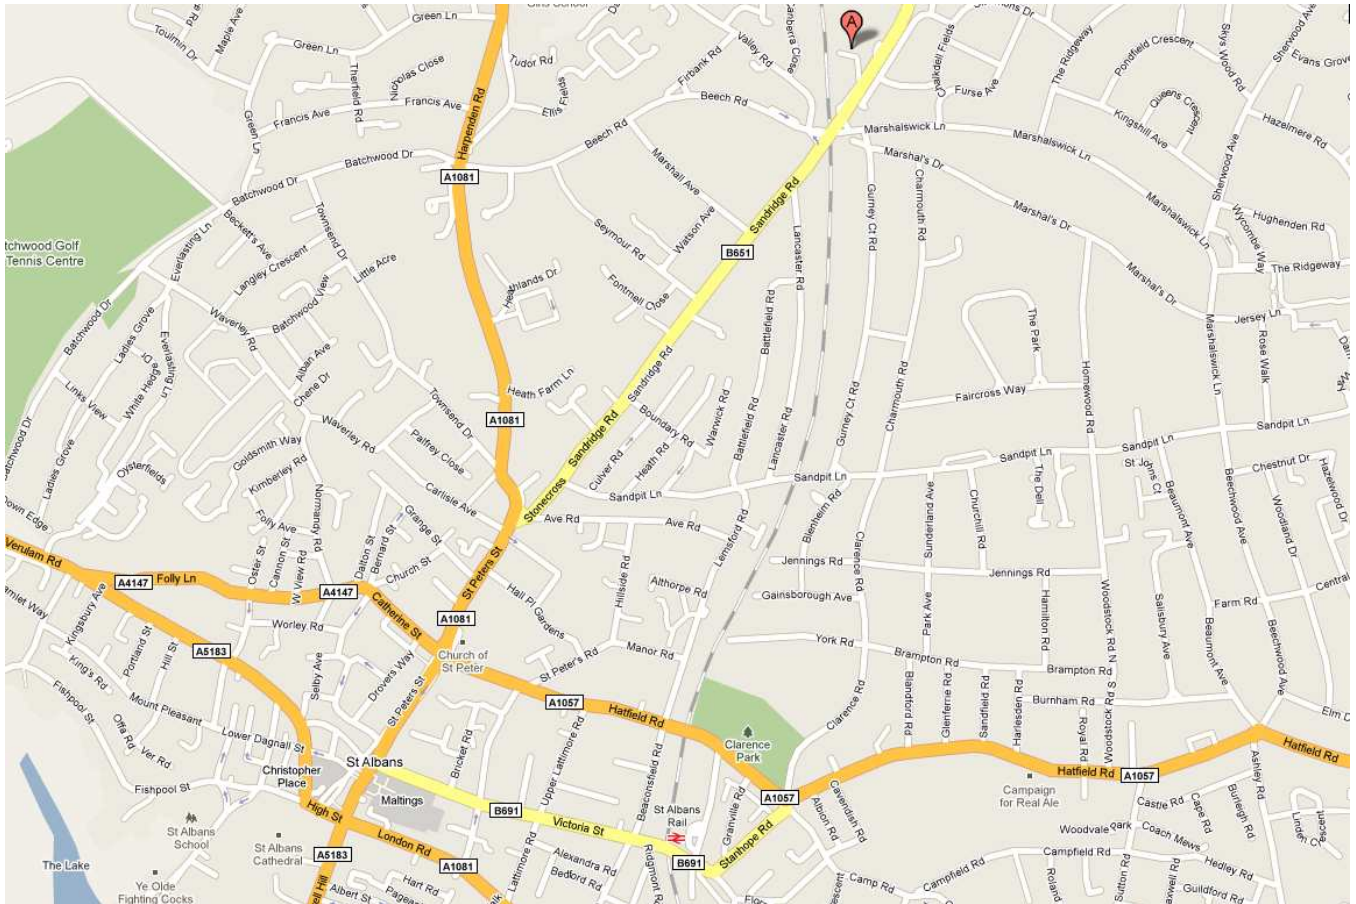 Girls School
Toulmin Dr
Maple Ave
Green Ln
Green Ln
Therfield Rd
Nicholas Close
Francis Ave
Francis Ave
Green Ln
Harpenden Rd
Tudor Rd
Ellis Fields
Firbank Rd
Valley Rd
Canberra Close
Beech Rd
Beech Rd
A
Chalkdell Fields
Furse Ave
The Ridgeway
Pondfield Crescent
Skys Wood Rd
Sherwood Ave
Evans Grove
Queens Crescent
Kingshill Ave
Hazelmere Rd
Sherwood Ave
Marshalswick Ln
Marshalswick Ln
Marshalswick Ln
Batchwood Dr
Batchwood Dr
A1081
Marshall Ave
Watson Ave
Seymour Rd
Sandridge Rd
Lancaster Rd
Gurney Ct Rd
Charmouth Rd
Marshal's Dr
Marshal's Dr
Marshal's Dr
Wycombe Way
Hughenden Rd
The Ridgeway
Jersey Ln
Rose Walk
Marshalswick Ln
tchwood Golf
Tennis Centre
Everlasting Ln
Beckett's Ave
Townsend Dr
Langley Crescent
Little Acre
Batchwood View
Batchwood Dr
Waverley Rd
Ladies Grove
Everlasting Ln
White Hedge Dr
Links View
Alban Ave
Chene Dr
Heathlands Dr
Fontmell Close
B651
Battlefield Rd
The Park
Faircross Way
Homewood Rd
Heath Farm Ln
Sandridge Rd
A1081
Townsend Dr
Waverley Rd
Palfrey Close
Goldsmith Way
Kimberley Rd
Oysterfields
Batchwood Dr
Ladies Grove
Down Edge
Sandridge Rd
Boundary Rd
Warwick Rd
Culver Rd
Heath Rd
Battlefield Rd
Lancaster Rd
Gurney Ct Rd
Charmouth Rd
Sandpit Ln
Sandpit Ln
Sandpit Ln
Sandpit Ln
Sandpit Ln
St Johns Ct
Beaumont Ave
Beechwood Ave
Chestnut Dr
Woodland Dr
Hazelwood Dr
Carlisle Ave
Normandy Rd
Folly Ave
Stonecross
Ave Rd
Ave Rd
Lemsford Rd
Blenheim Rd
Clarence Rd
Sunderland Ave
Churchill Rd
The Dell
Verulam Rd
A4147
Folly Ln
Oster St
Cannon St
W View Rd
Dalton St
Bernard St
Grange St
Church St
A4147
Catherine St
St Peters St
A1081
Hall Pl Gardens
Hillside Rd
Althorpe Rd
Jennings Rd
Jennings Rd
Gainsborough Ave
Park Ave
Hamilton Rd
Woodstock Rd N
Salisbury Ave
Beaumont Ave
Farm Rd
Central
Beechwood Ave
Kingsbury Ave
Portland St
Hill St
A5183
Worley Rd
Selby Ave
Drovers Way
Church of
St Peter
St Peter's Rd
Manor Rd
York Rd
Brampton Rd
Brampton Rd
King's Rd
Fishpool St
Mount Pleasant
Offa Rd
Ver Rd
Lower Dagnall St
St Peters St
A1057
Hatfield Rd
Clarence
Park
Clarence Rd
Blandford Rd
Glenferrie Rd
Sandfield Rd
Harlesden Rd
Burnham Rd
Royal Rd
Woodstock Rd S
Elm D
Hatfield Rd
St Albans
Christopher
Place
Maltings
Bricket Rd
Upper Lattimore Rd
Beaconsfield Rd
Fishpool St
High St
London Rd
B691
Victoria St
St Albans
Rail
Granville Rd
A1057
Stanhope Rd
Albion Rd
Cavendish Rd
Campaign
for Real Ale
Hatfield Rd
A1057
Ashley Rd
Burleigh Rd
Castle Rd
Cape Rd
Woodvale park
Coach Mews
Hedley Rd
Guildford Rd
St Albans
School
St Albans
Cathedral
The Lake
Ye Olde
Fighting Cocks
A5183
Albert St
Hart Rd
A1081
Lattimore Rd
Alexandra Rd
Bedford Rd
Ridgmont Rd
B691
Camp Rd
Campfield Rd
Campfield Rd
Roland
Sutton Rd